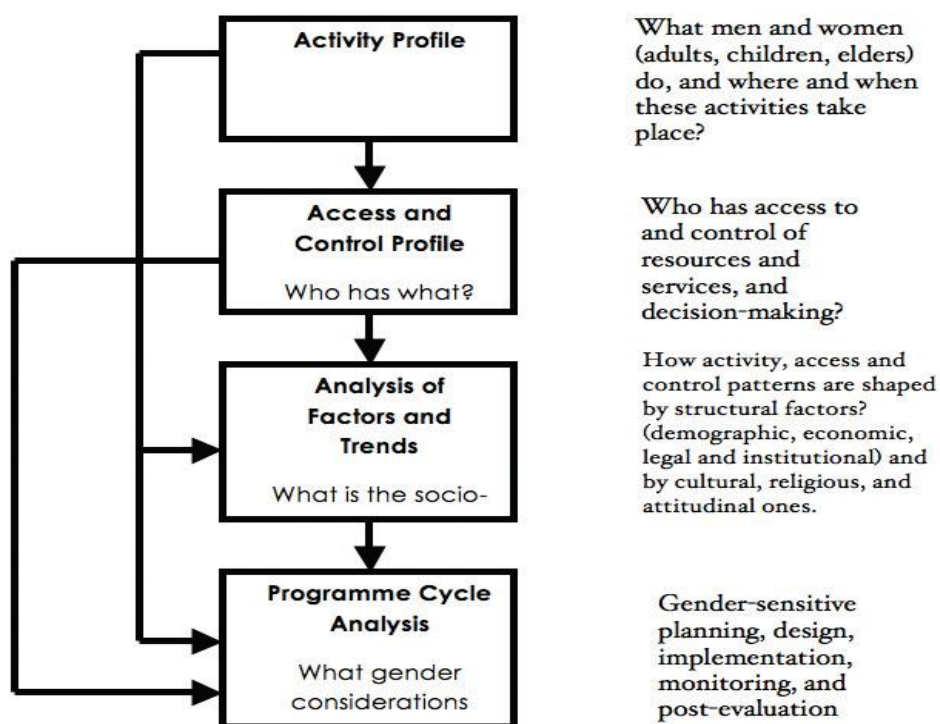 Activity Profile
What men and women
(adults, children, elders)
do, and where and when
these activities take
place?
Access and
Control Profile
Who has what?
Who has access to
and control of
resources and
services, and
decision-making?
Analysis of
Factors and
Trends
What is the socio-
How activity, access and
control patterns are shaped
by structural factors?
(demographic, economic,
legal and institutional) and
by cultural, religious, and
attitudinal ones.
Programme Cycle
Analysis
What gender
considerations
Gender-sensitive
planning, design,
implementation,
monitoring, and
post-evaluation